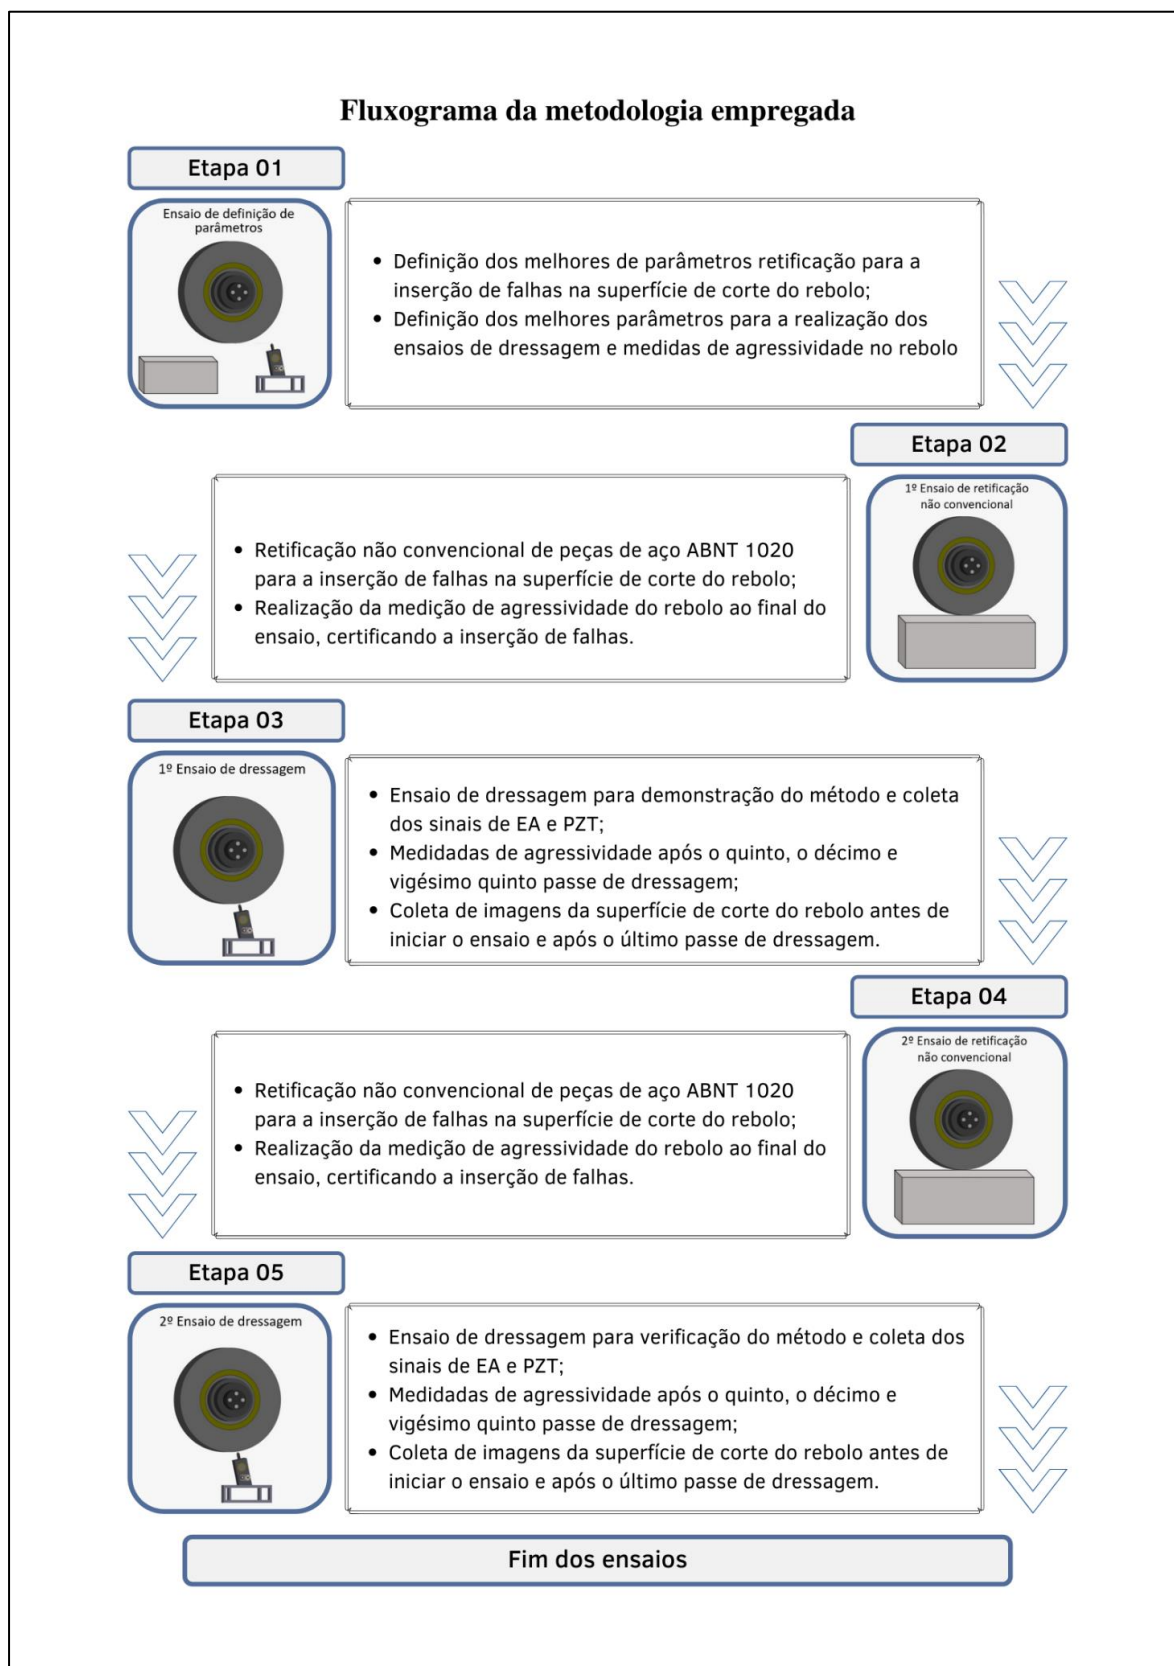 Fluxograma da metodologia empregada
Etapa 01
Ensaio de definição de
parâmetros
• Definição dos melhores de parâmetros retificação para a
inserção de falhas na superfície de corte do rebolo;
• Definição dos melhores parâmetros para a realização dos
ensaios de dressagem e medidas de agressividade no rebolo
Etapa 02
1º Ensaio de retificação
não convencional
• Retificação não convencional de peças de aço ABNT 1020
para a inserção de falhas na superfície de corte do rebolo;
• Realização da medição de agressividade do rebolo ao final do
ensaio, certificando a inserção de falhas.
Etapa 03
1º Ensaio de dressagem
• Ensaio de dressagem para demonstração do método e coleta
dos sinais de EA e PZT;
• Medidadas de agressividade após o quinto, o décimo e
vigésimo quinto passe de dressagem;
• Coleta de imagens da superfície de corte do rebolo antes de
iniciar o ensaio e após o último passe de dressagem.
Etapa 04
2º Ensaio de retificação
não convencional
• Retificação não convencional de peças de aço ABNT 1020
para a inserção de falhas na superfície de corte do rebolo;
• Realização da medição de agressividade do rebolo ao final do
ensaio, certificando a inserção de falhas.
Etapa 05
2º Ensaio de dressagem
• Ensaio de dressagem para verificação do método e coleta dos
sinais de EA e PZT;
• Medidadas de agressividade após o quinto, o décimo e
vigésimo quinto passe de dressagem;
• Coleta de imagens da superfície de corte do rebolo antes de
iniciar o ensaio e após o último passe de dressagem.
Fim dos ensaios